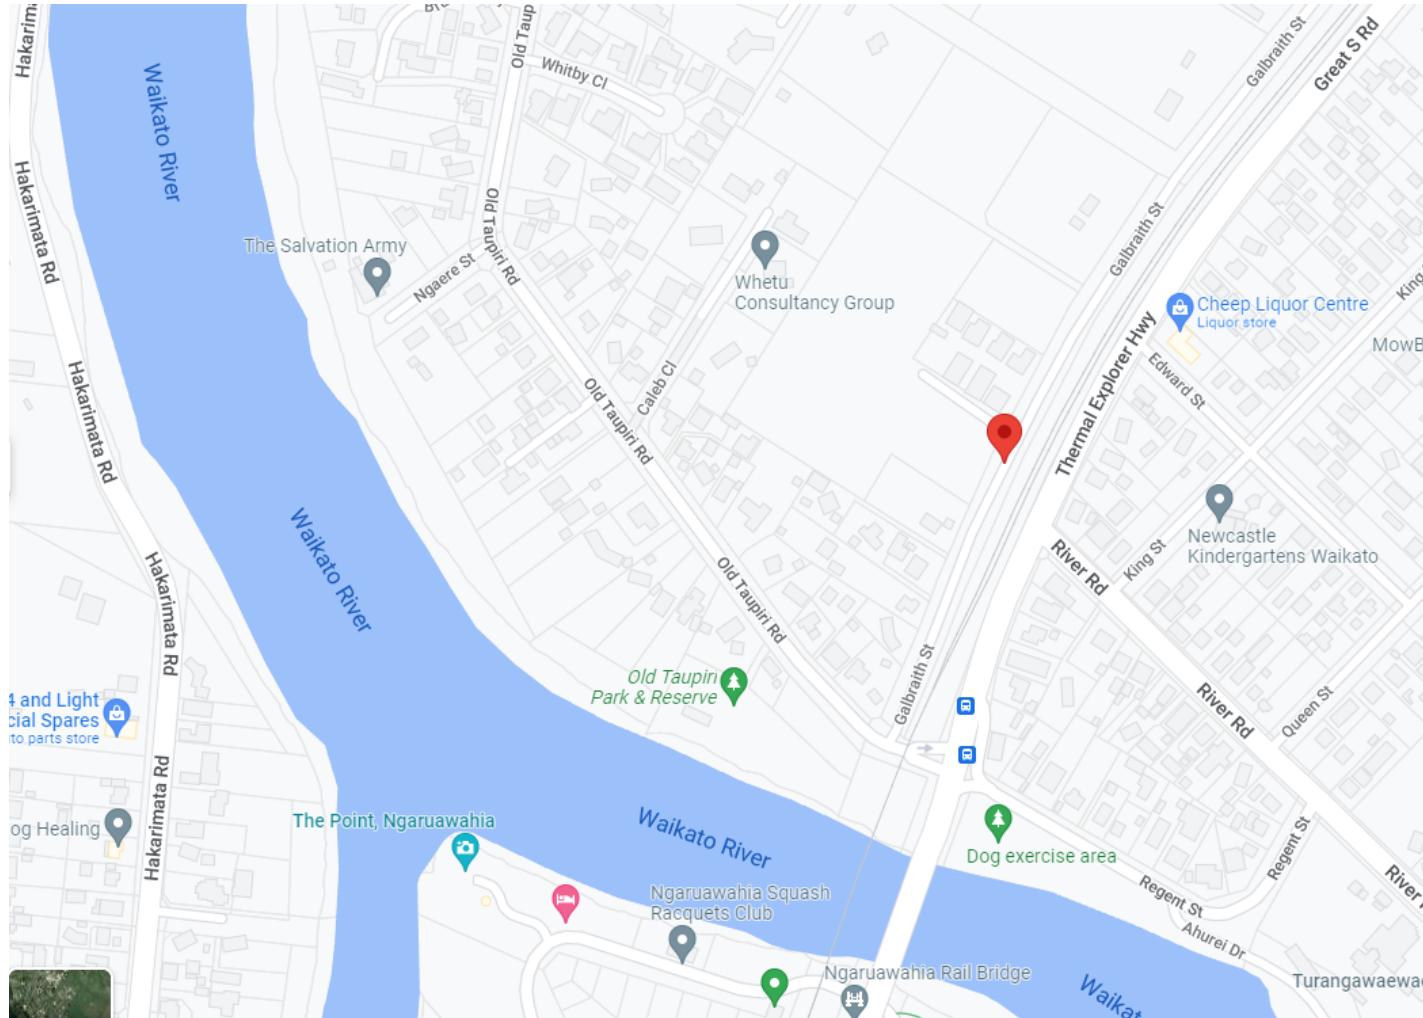 Hakarim
Waikato River
Old Taup
Whitby Cl
Galbraith St
Great S Rd
Hakarimata Rd
Old Taupiri Rd
The Salvation Army
Ngaere St
Whetu
Consultancy Group
Galbraith St
Cheep Liquor Centre
Liquor store
King
MowB
Thermal Explorer Hwy
Edward St
Hakarimata Rd
Caleb Cl
Old Taupiri Rd
Waikato River
Newcastle
Kindergartens Waikato
King St
River Rd
Hakarimata Rd
Old Taupiri Rd
Old Taupiri
Park & Reserve
Galbraith St
River Rd
Queen St
4 and Light
cial Spares
to parts store
Hakarimata Rd
The Point, Ngaruawahia
Waikato River
og Healing
Dog exercise area
Regent St
Regent St
River
Ngaruawahia Squash
Racquets Club
Ahurei Dr
Ngaruawahia Rail Bridge
Waikat
Turangawaewae